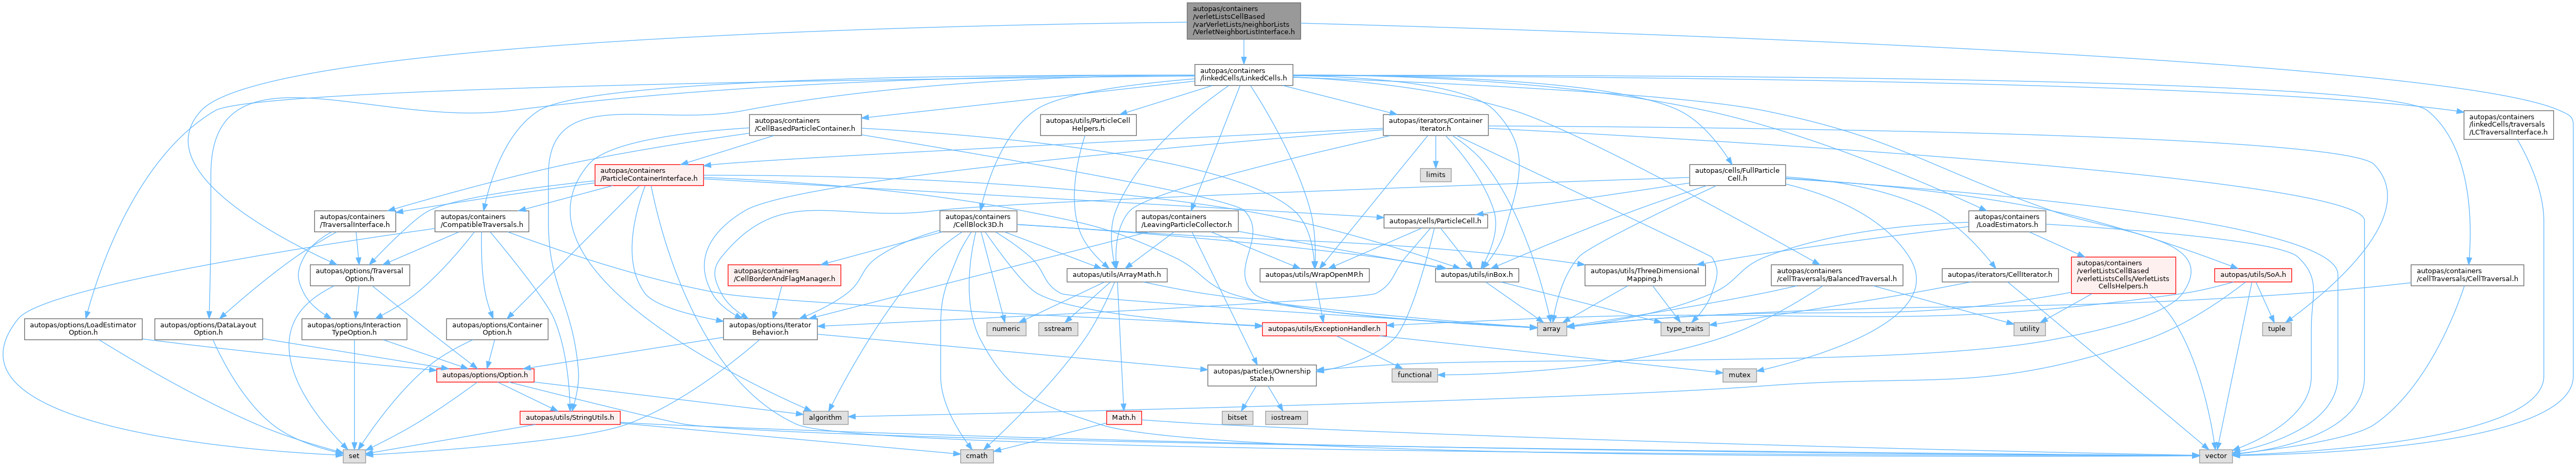 autopas/containers
/verletListsCellBased
/varVerletLists/neighborLists
/VerletNeighborListInterface.h
autopas/containers
/linkedCells/LinkedCells.h
autopas/containers
/CellBasedParticleContainer.h
autopas/utils/ParticleCell
Helpers.h
autopas/iterators/Container
Iterator.h
autopas/containers
/linkedCells/traversals
/LCTraversalInterface.h
autopas/containers
/ParticleContainerInterface.h
limits
autopas/cells/FullParticle
Cell.h
autopas/containers
/TraversalInterface.h
autopas/containers
/CompatibleTraversals.h
autopas/containers
/CellBlock3D.h
autopas/containers
/LeavingParticleCollector.h
autopas/cells/ParticleCell.h
autopas/containers
/LoadEstimators.h
autopas/options/Traversal
Option.h
autopas/containers
/CellBorderAndFlagManager.h
autopas/utils/ArrayMath.h
autopas/utils/WrapOpenMP.h
autopas/utils/inBox.h
autopas/utils/ThreeDimensional
Mapping.h
autopas/containers
/cellTraversals/BalancedTraversal.h
autopas/iterators/CellIterator.h
autopas/containers
/verletListsCellBased
/verletListsCells/VerletLists
CellsHelpers.h
autopas/utils/SoA.h
autopas/containers
/cellTraversals/CellTraversal.h
autopas/options/LoadEstimator
Option.h
autopas/options/DataLayout
Option.h
autopas/options/Interaction
TypeOption.h
autopas/options/Container
Option.h
autopas/options/Iterator
Behavior.h
numeric
sstream
autopas/utils/ExceptionHandler.h
array
type_traits
utility
tuple
autopas/options/Option.h
autopas/particles/Ownership
State.h
functional
mutex
autopas/utils/StringUtils.h
algorithm
Math.h
bitset
iostream
set
cmath
vector